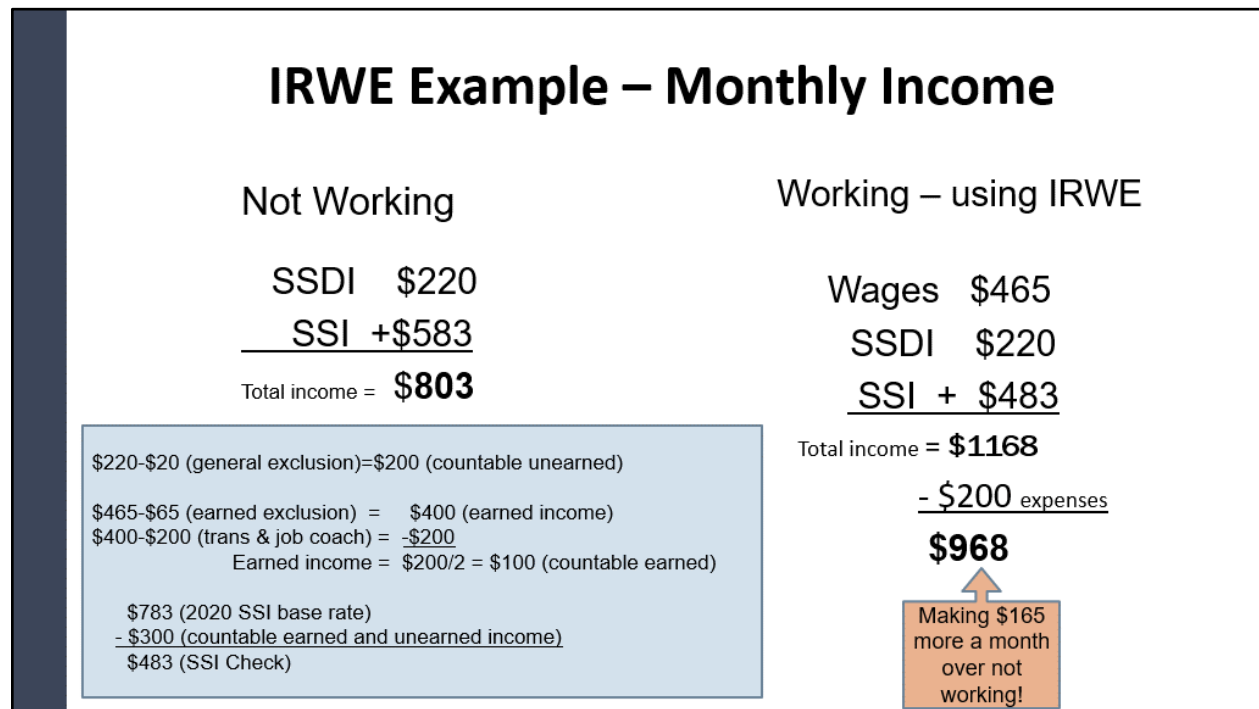 IRWE Example – Monthly Income
Not Working
SSDI $220
SSI +$583
Total income = $803
$220-$20 (general exclusion)=$200 (countable unearned)
$465-$65 (earned exclusion) = $400 (earned income)
$400-$200 (trans & job coach) = -$200
Earned income = $200/2 = $100 (countable earned)
$783 (2020 SSI base rate)
- $300 (countable earned and unearned income)
$483 (SSI Check)
Working – using IRWE
Wages $465
SSDI $220
SSI + $483
Total income = $1168
- $200 expenses
$968
Making $165
more a month
over not
working!